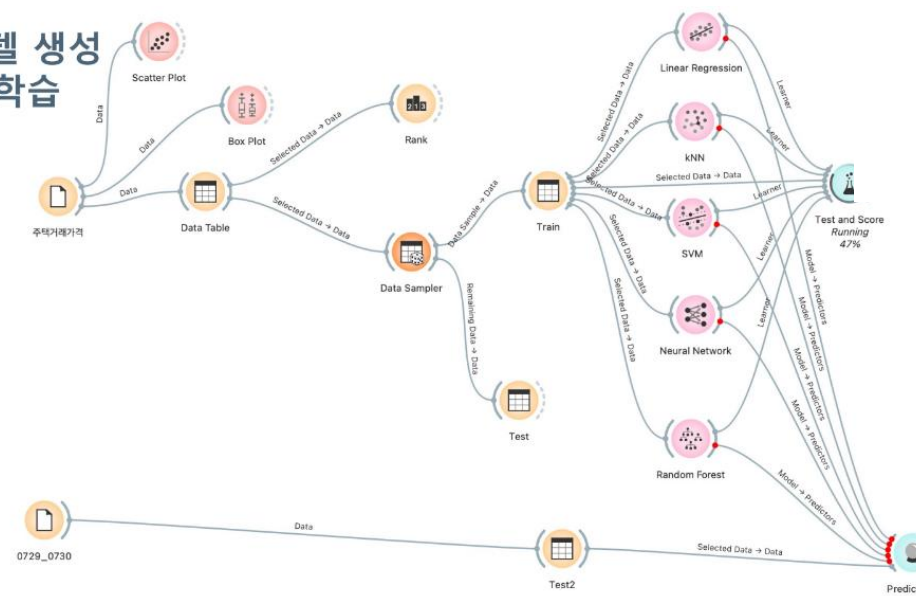 델 생성
학습
Scatter Plot
Data
Box Plot
Data
Data
주택거래가격
Data Table
Selected Data → Data
Rank
Selected Data → Data
Data Sampler
Data Sample → Data
Remaining Data → Data
Train
Test
Selected Data → Data
Linear Regression
Learner
Selected Data → Data
kNN
Learner
Selected Data → Data
Selected Data → Data
SVM
Learner
Selected Data → Data
Neural Network
Learner
Selected Data → Data
Random Forest
Learner
Test and Score
Running
47%
Model → Predictors
Model → Predictors
Model → Predictors
Model → Predictors
Model → Predictors
0729_0730
Data
Test2
Selected Data → Data
Predic